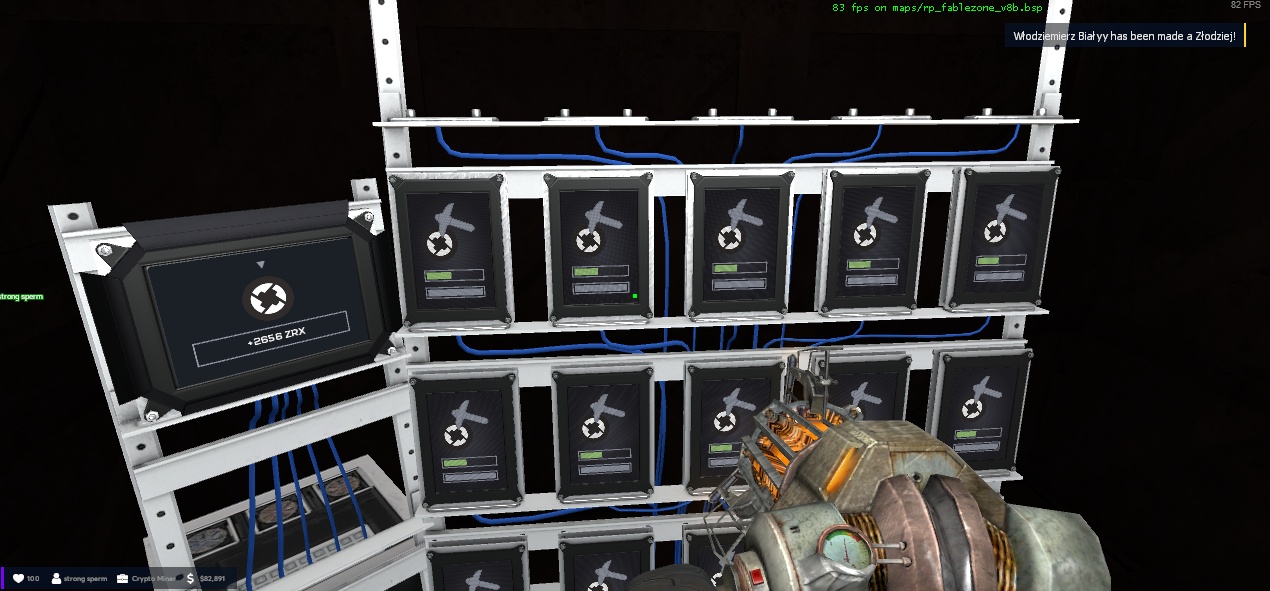 83 fps on maps/rp_fablezone_v8b.bsp
82 FPS
Włodziemierz Białyy has been made a Złodziej!
strong sperm
+2656 ZRX
100
strong sperm
Crypto Miner
$82,891